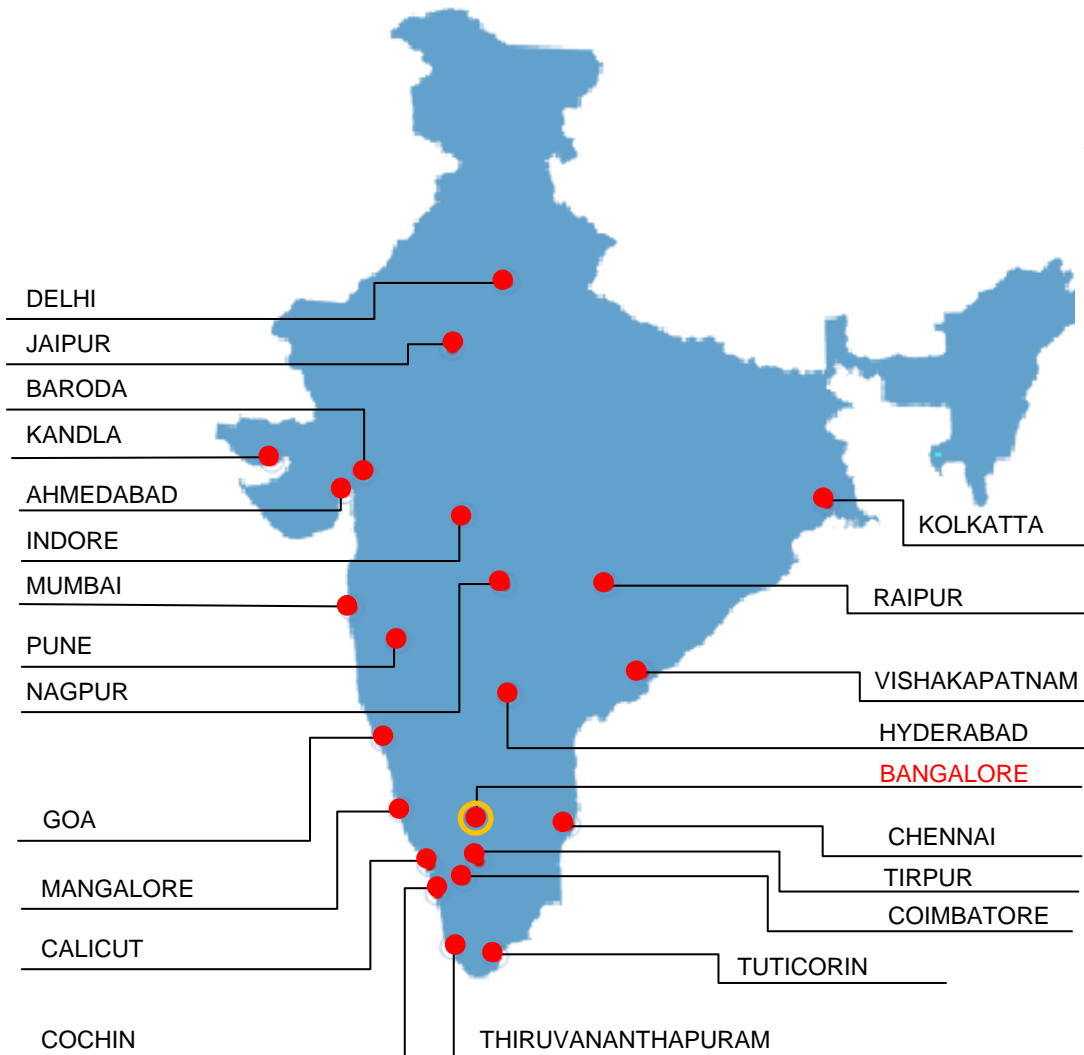 DELHI
JAIPUR
BARODA
KANDLA
AHMEDABAD
INDORE
MUMBAI
PUNE
NAGPUR
GOA
MANGALORE
CALICUT
COCHIN
THIRUVANANTHAPURAM
KOLKATTA
RAIPUR
VISHAKAPATNAM
HYDERABAD
BANGALORE
CHENNAI
TIRPUR
COIMBATORE
TUTICORIN